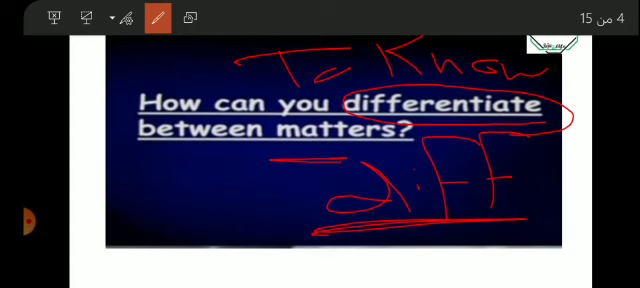 4 من 15
To Know
How can you differentiate
between matters?
diff